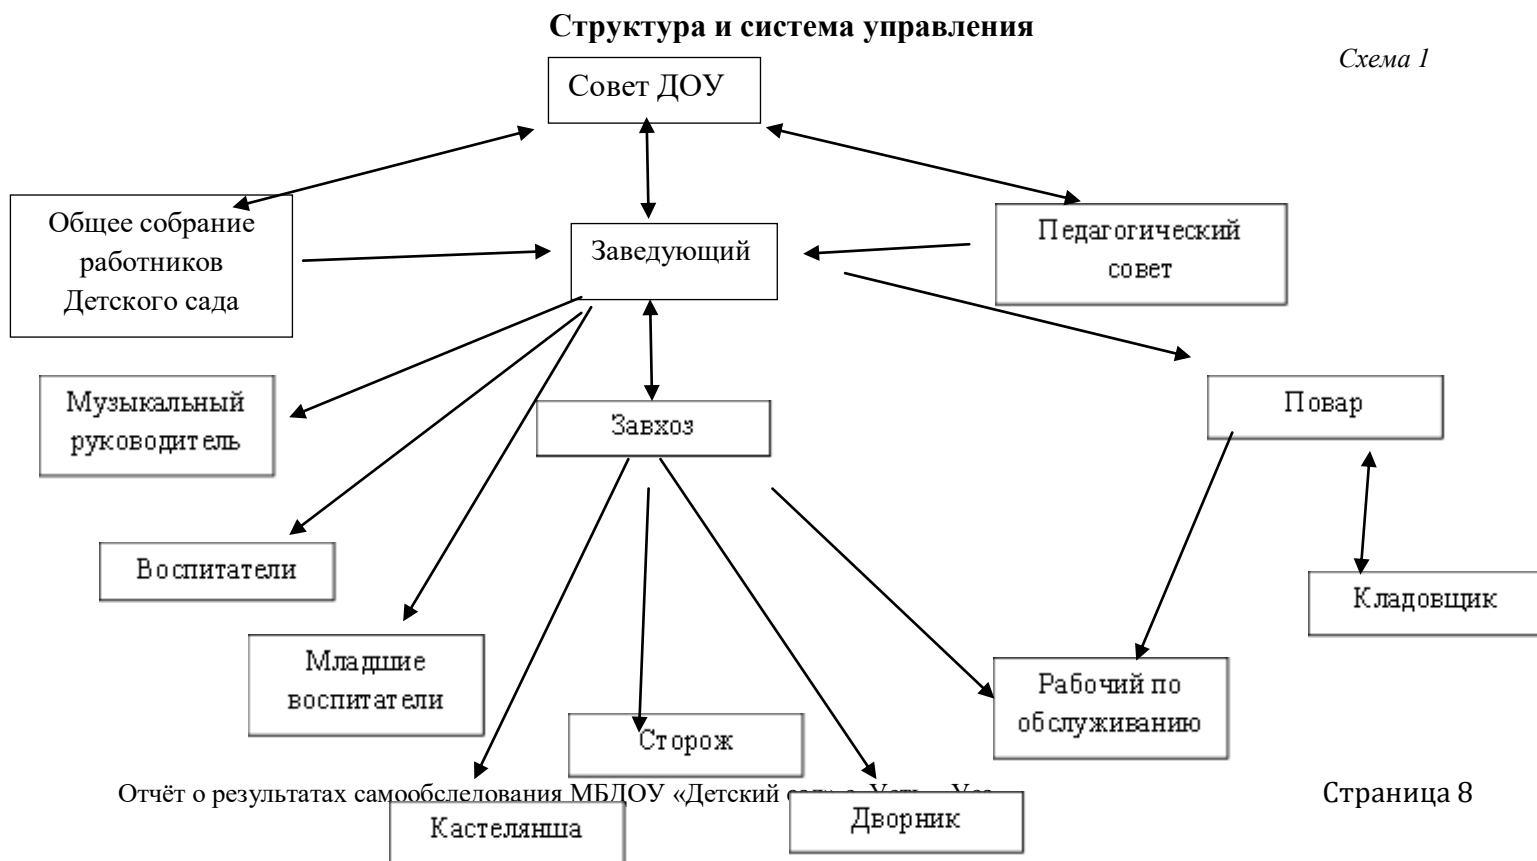 Структура и система управления
Схема 1
Совет ДОУ
Общее собрание
работников
Детского сада
Заведующий
Педагогический
совет
Музыкальный
руководитель
Завхоз
Повар
Воспитатели
Кладовщик
Младшие
воспитатели
Рабочий по
обслуживанию
Сторож
Отчёт о результатах самообследования МБДОУ «Детский
Страница 8
Кастелянша
Дворник